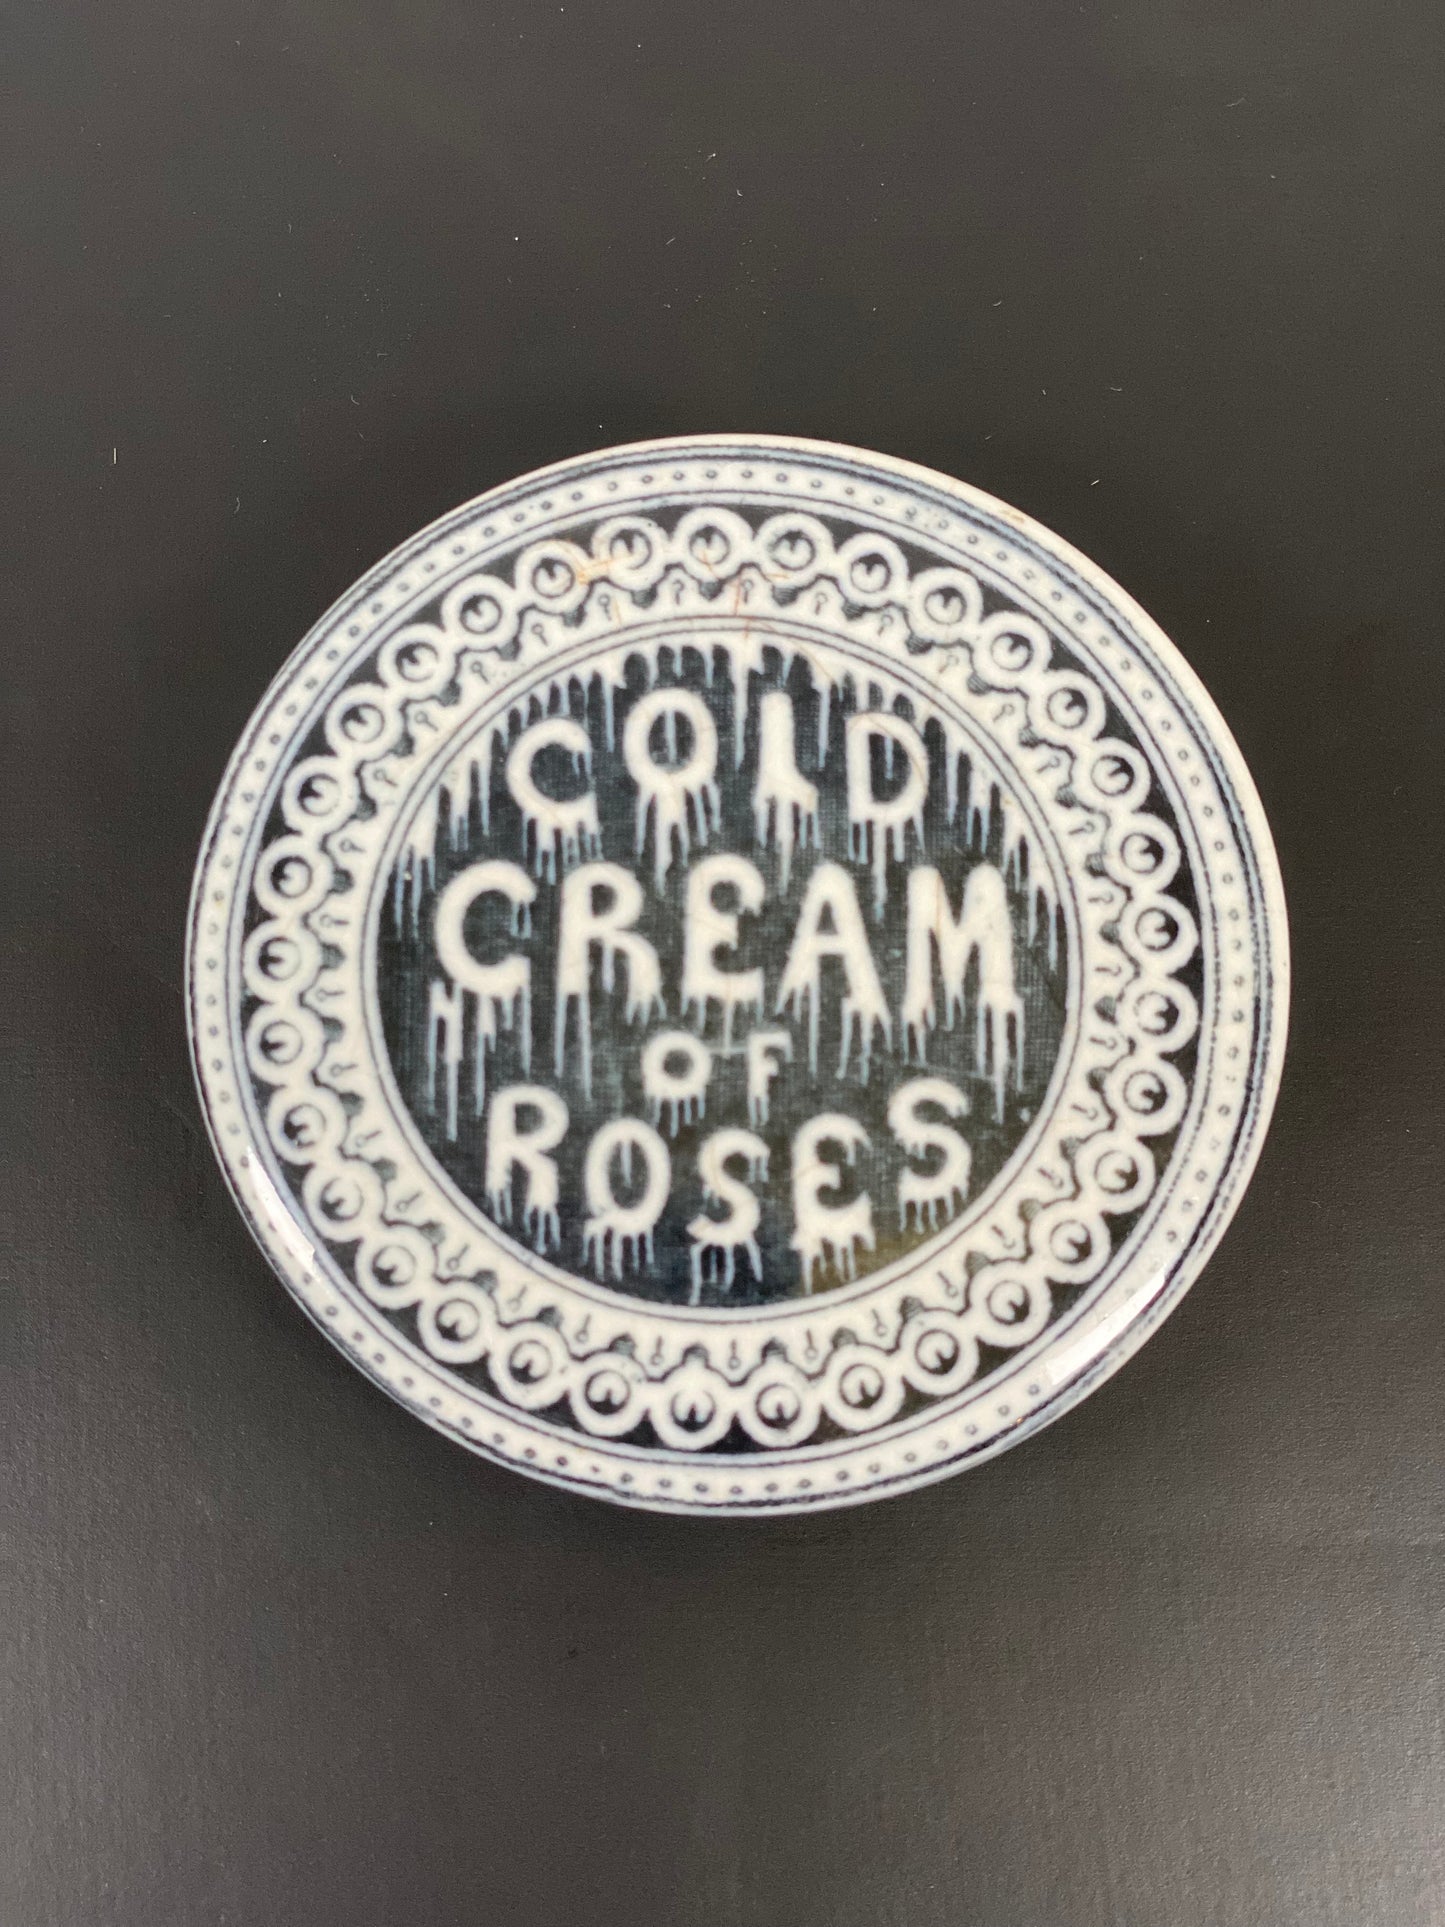 COLD
CREAM
OF
ROSES